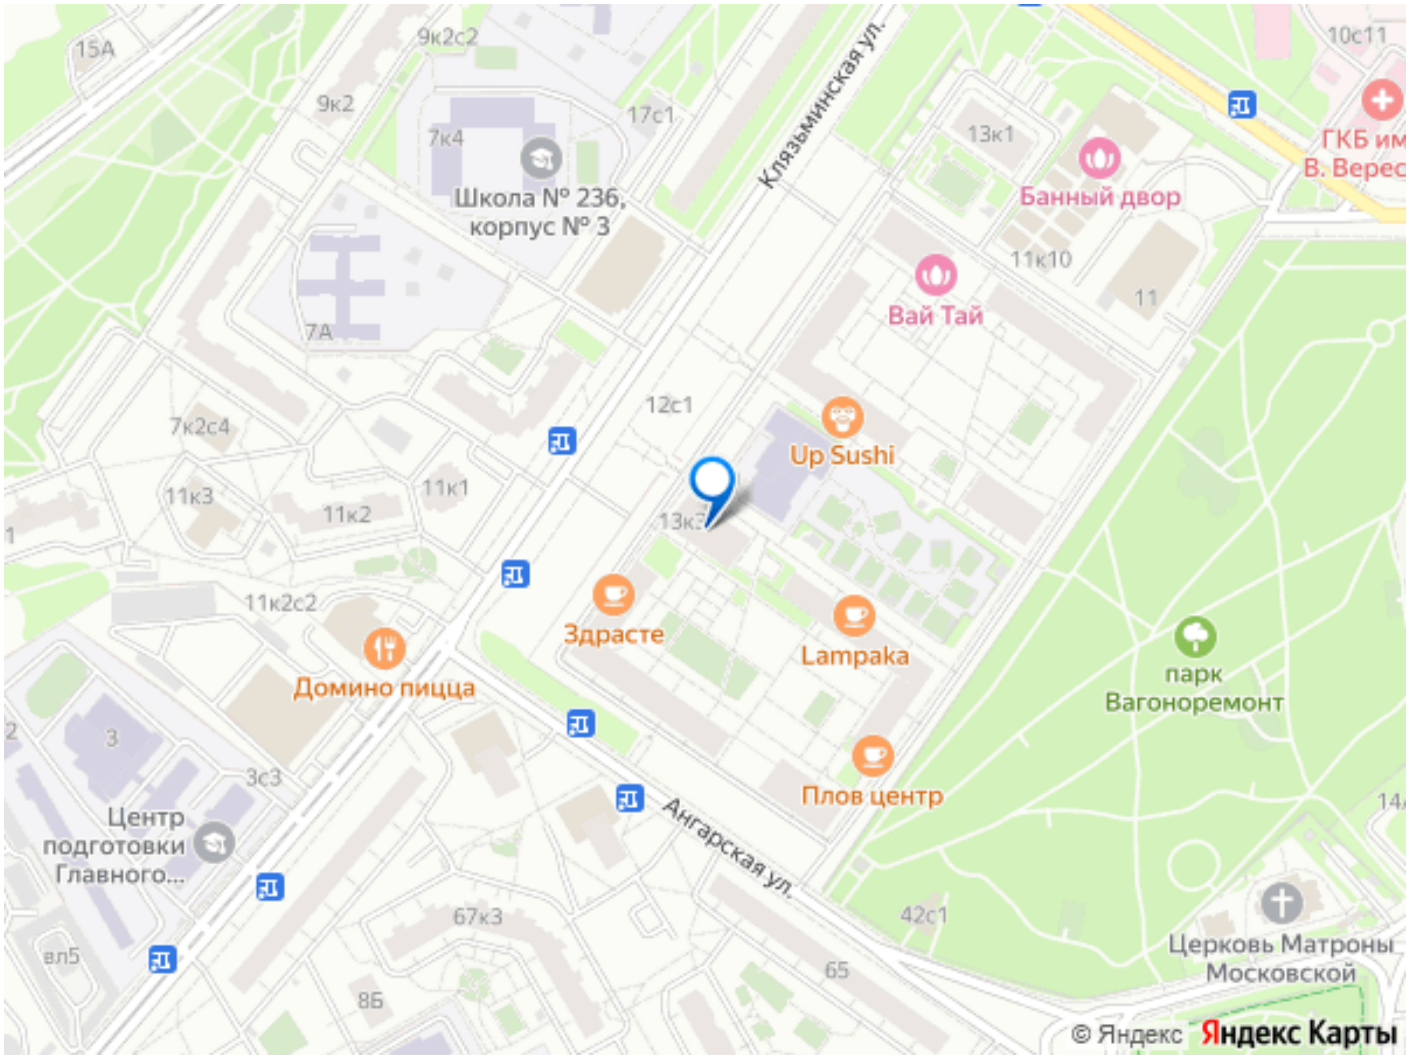 15А
9к2с2
10с11
9к2
17с1
7к4
Клязьминская ул.
13к1
ГКБ им
В. Верес
Школа № 236,
корпус № 3
Банный двор
11к10
11
Вай Тай
7А
12с1
7к2с4
Up Sushi
11к3
11к1
11к2
13к3
1
11к2с2
Здрасте
Lampaka
Домино пицца
парк
Вагоноремонт
2
3
3с3
Плов центр
14А
Ангарская ул.
Центр
подготовки
Главного...
67к3
42с1
вл5
Церковь Матроны
Московской
65
8Б
© Яндекс Яндекс Карты